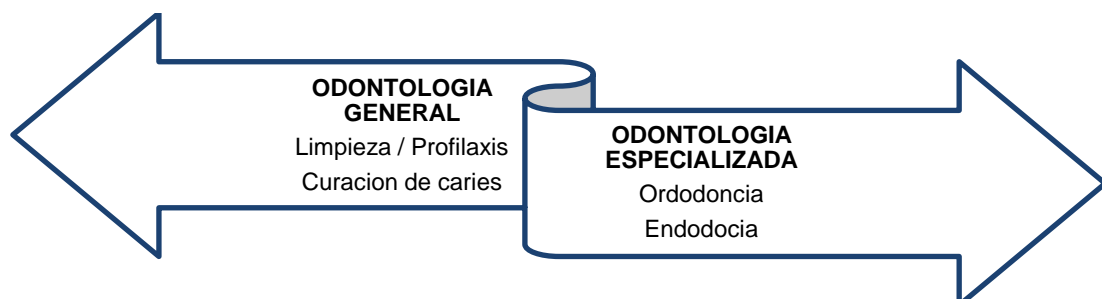 ODONTOLOGIA
GENERAL
Limpieza / Profilaxis
Curacion de caries
ODONTOLOGIA
ESPECIALIZADA
Ordodoncia
Endodocia